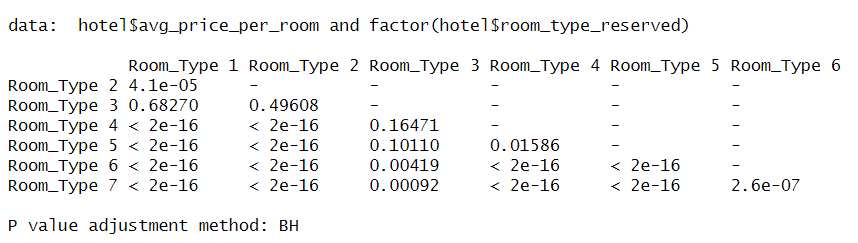 data:  hotel$avg_price_per_room and factor(hotel$room_type_reserved)
            Room_Type 1 Room_Type 2 Room_Type 3 Room_Type 4 Room_Type 5 Room_Type 6
Room_Type 2 4.1e-05     -           -           -           -           -
Room_Type 3 0.68270     0.49608     -           -           -           -
Room_Type 4 < 2e-16     < 2e-16     0.16471     -           -           -
Room_Type 5 < 2e-16     < 2e-16     0.10110     0.01586     -           -
Room_Type 6 < 2e-16     < 2e-16     0.00419     < 2e-16     < 2e-16     -
Room_Type 7 < 2e-16     < 2e-16     0.00092     < 2e-16     < 2e-16     2.6e-07
P value adjustment method: BH